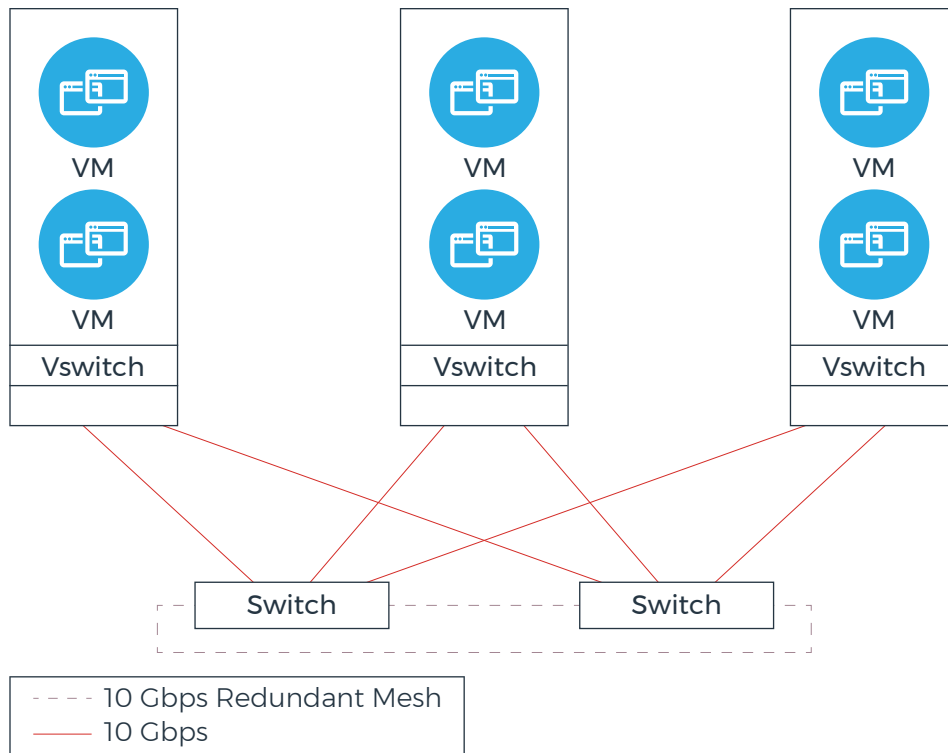 VM
VM
VM
VM
VM
VM
Vswitch
Vswitch
Vswitch
Switch
Switch
10 Gbps Redundant Mesh
10 Gbps